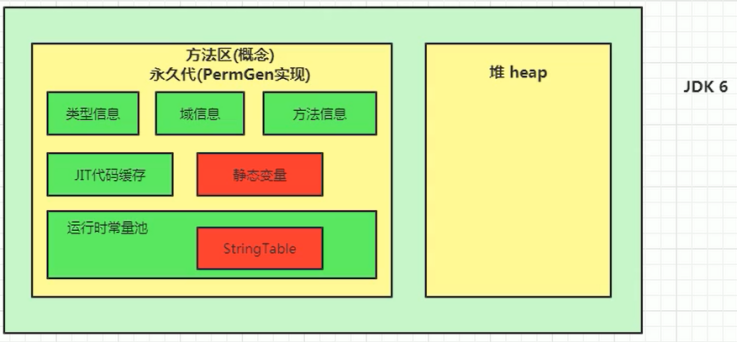 方法区(概念)
永久代(PermGen实现)
类型信息
域信息
方法信息
JIT代码缓存
静态变量
运行时常量池
StringTable
堆 heap
JDK 6